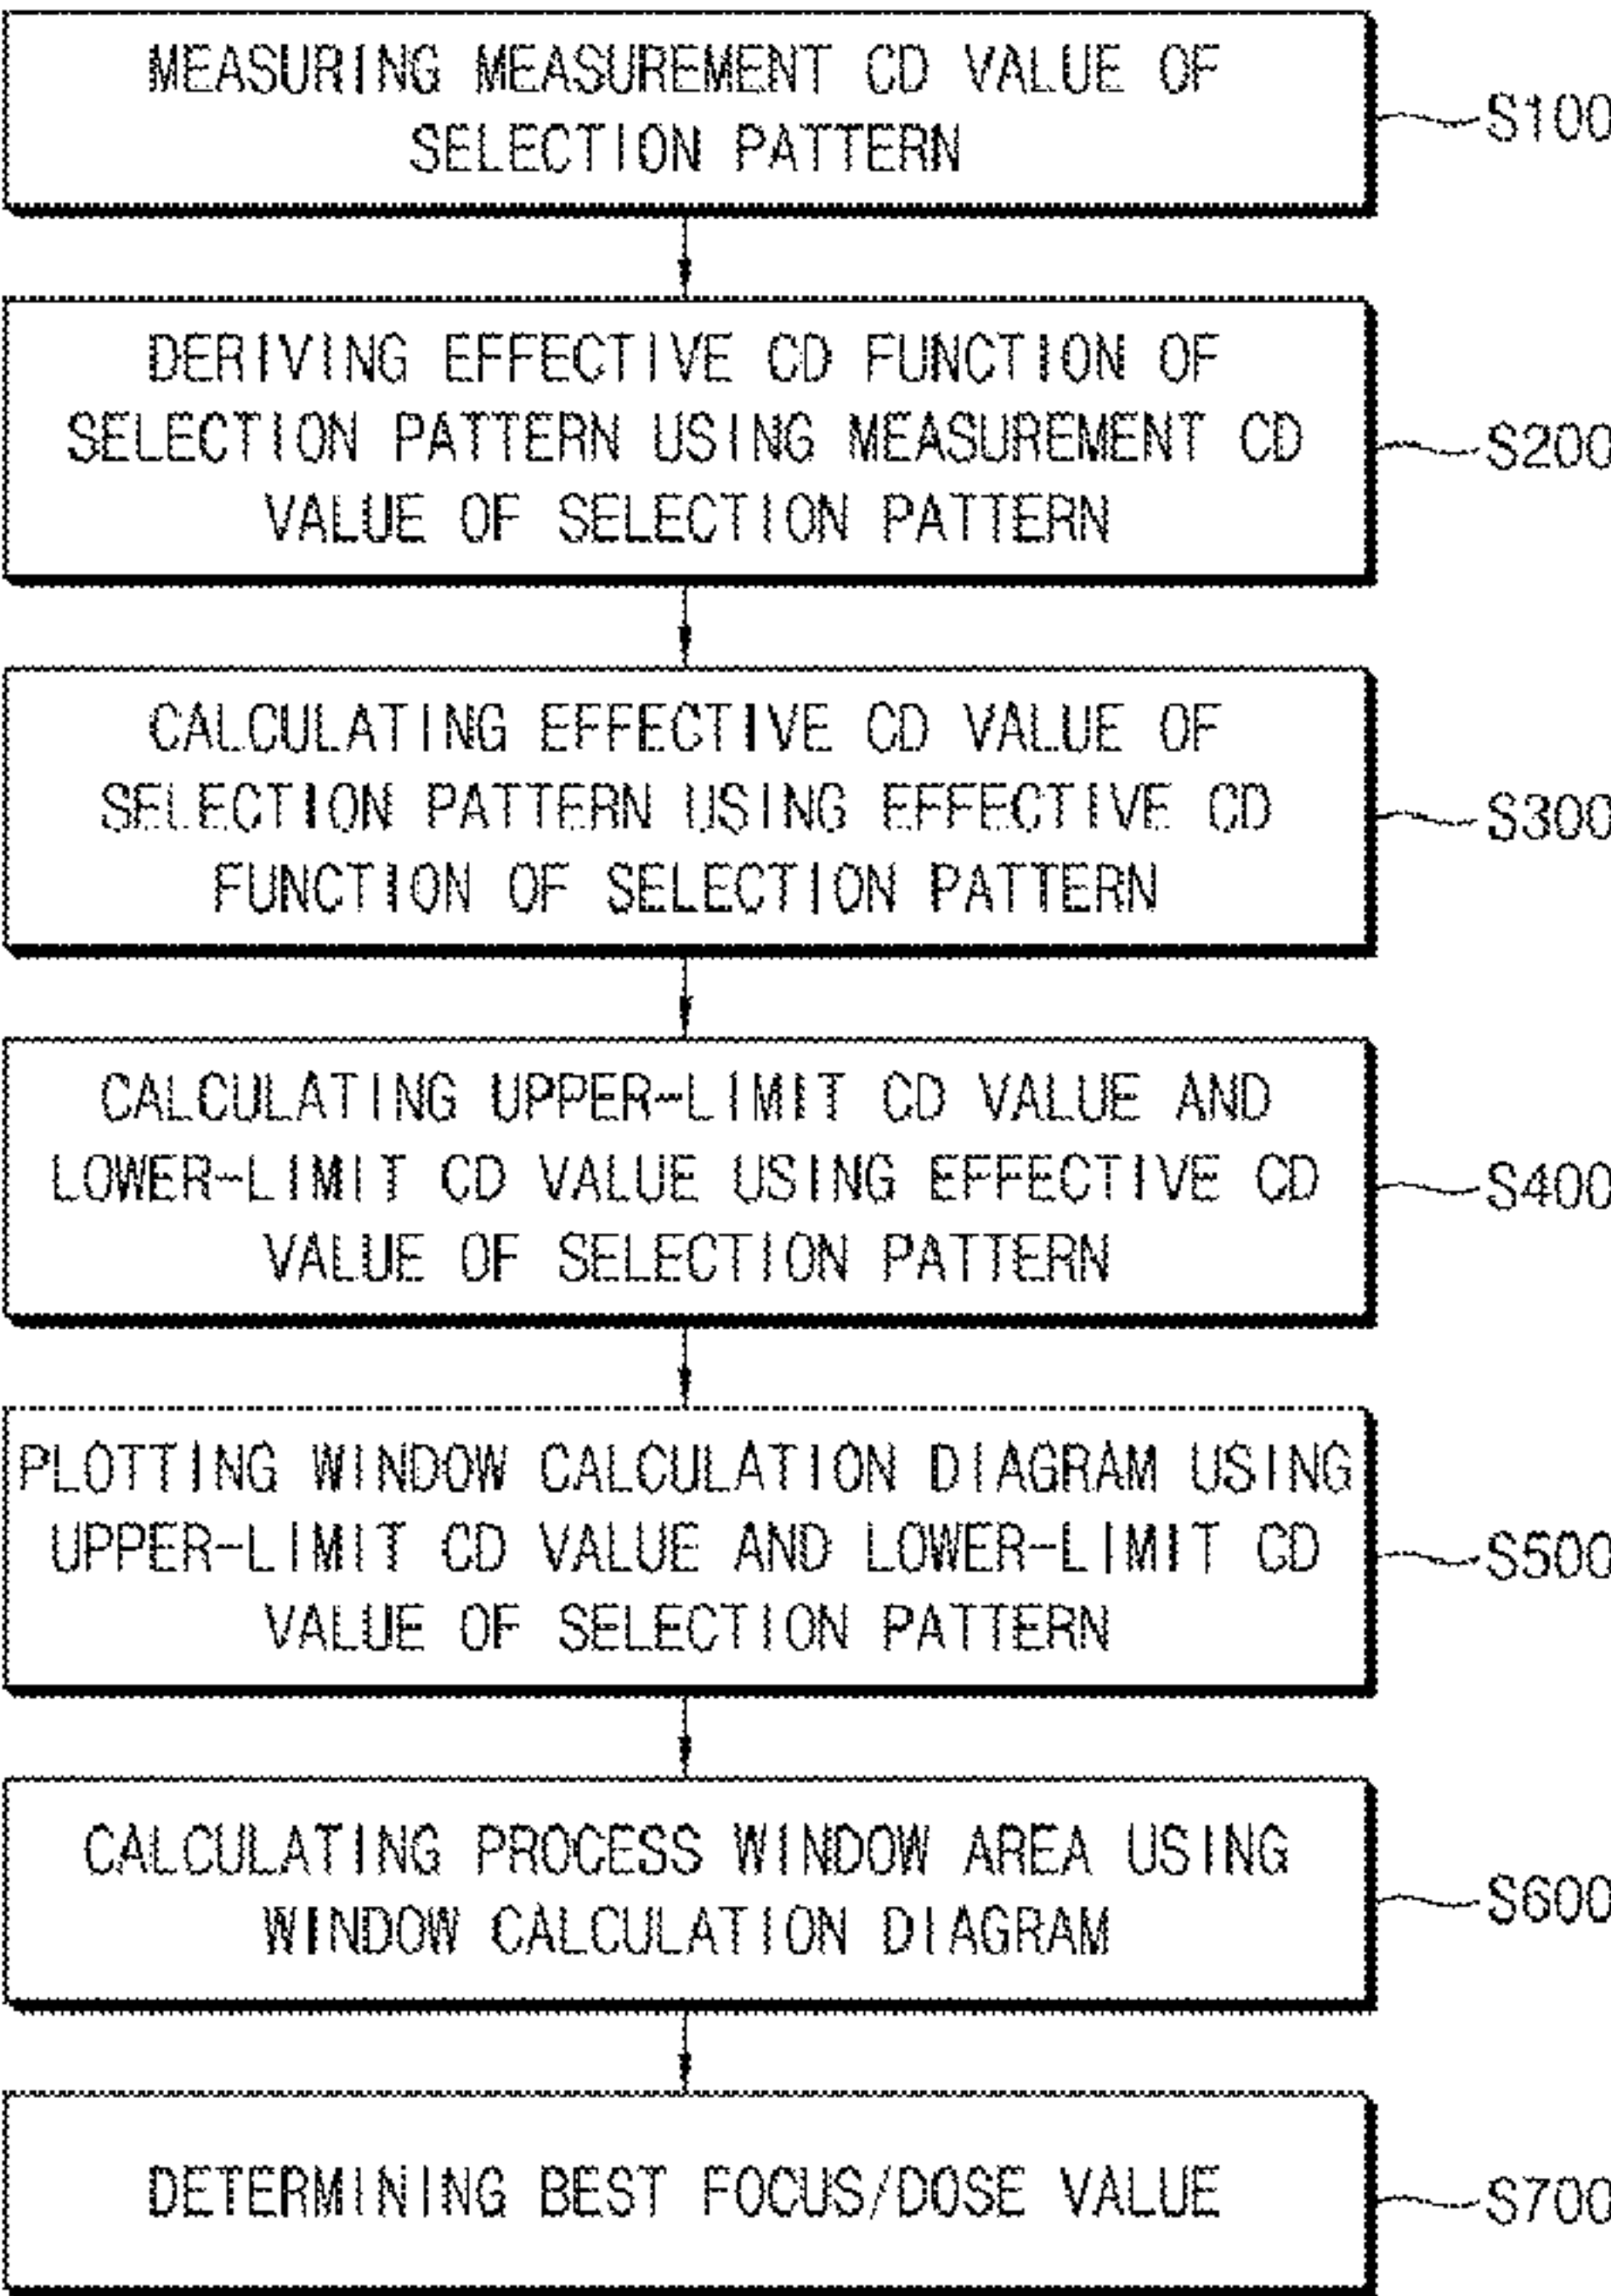 MEASURING MEASUREMENT CD VALUE OF
SELECTION PATTERN
S100
DERIVING EFFECTIVE CD FUNCTION OF
SELECTION PATTERN USING MEASUREMENT CD
VALUE OF SELECTION PATTERN
S200
CALCULATING EFFECTIVE CD VALUE OF
SELECTION PATTERN USING EFFECTIVE CD
FUNCTION OF SELECTION PATTERN
S300
CALCULATING UPPER-LIMIT CD VALUE AND
LOWER-LIMIT CD VALUE USING EFFECTIVE CD
VALUE OF SELECTION PATTERN
S400
PLOTTING WINDOW CALCULATION DIAGRAM USING
UPPER-LIMIT CD VALUE AND LOWER-LIMIT CD
VALUE OF SELECTION PATTERN
S500
CALCULATING PROCESS WINDOW AREA USING
WINDOW CALCULATION DIAGRAM
S600
DETERMINING BEST FOCUS/DOSE VALUE
S700